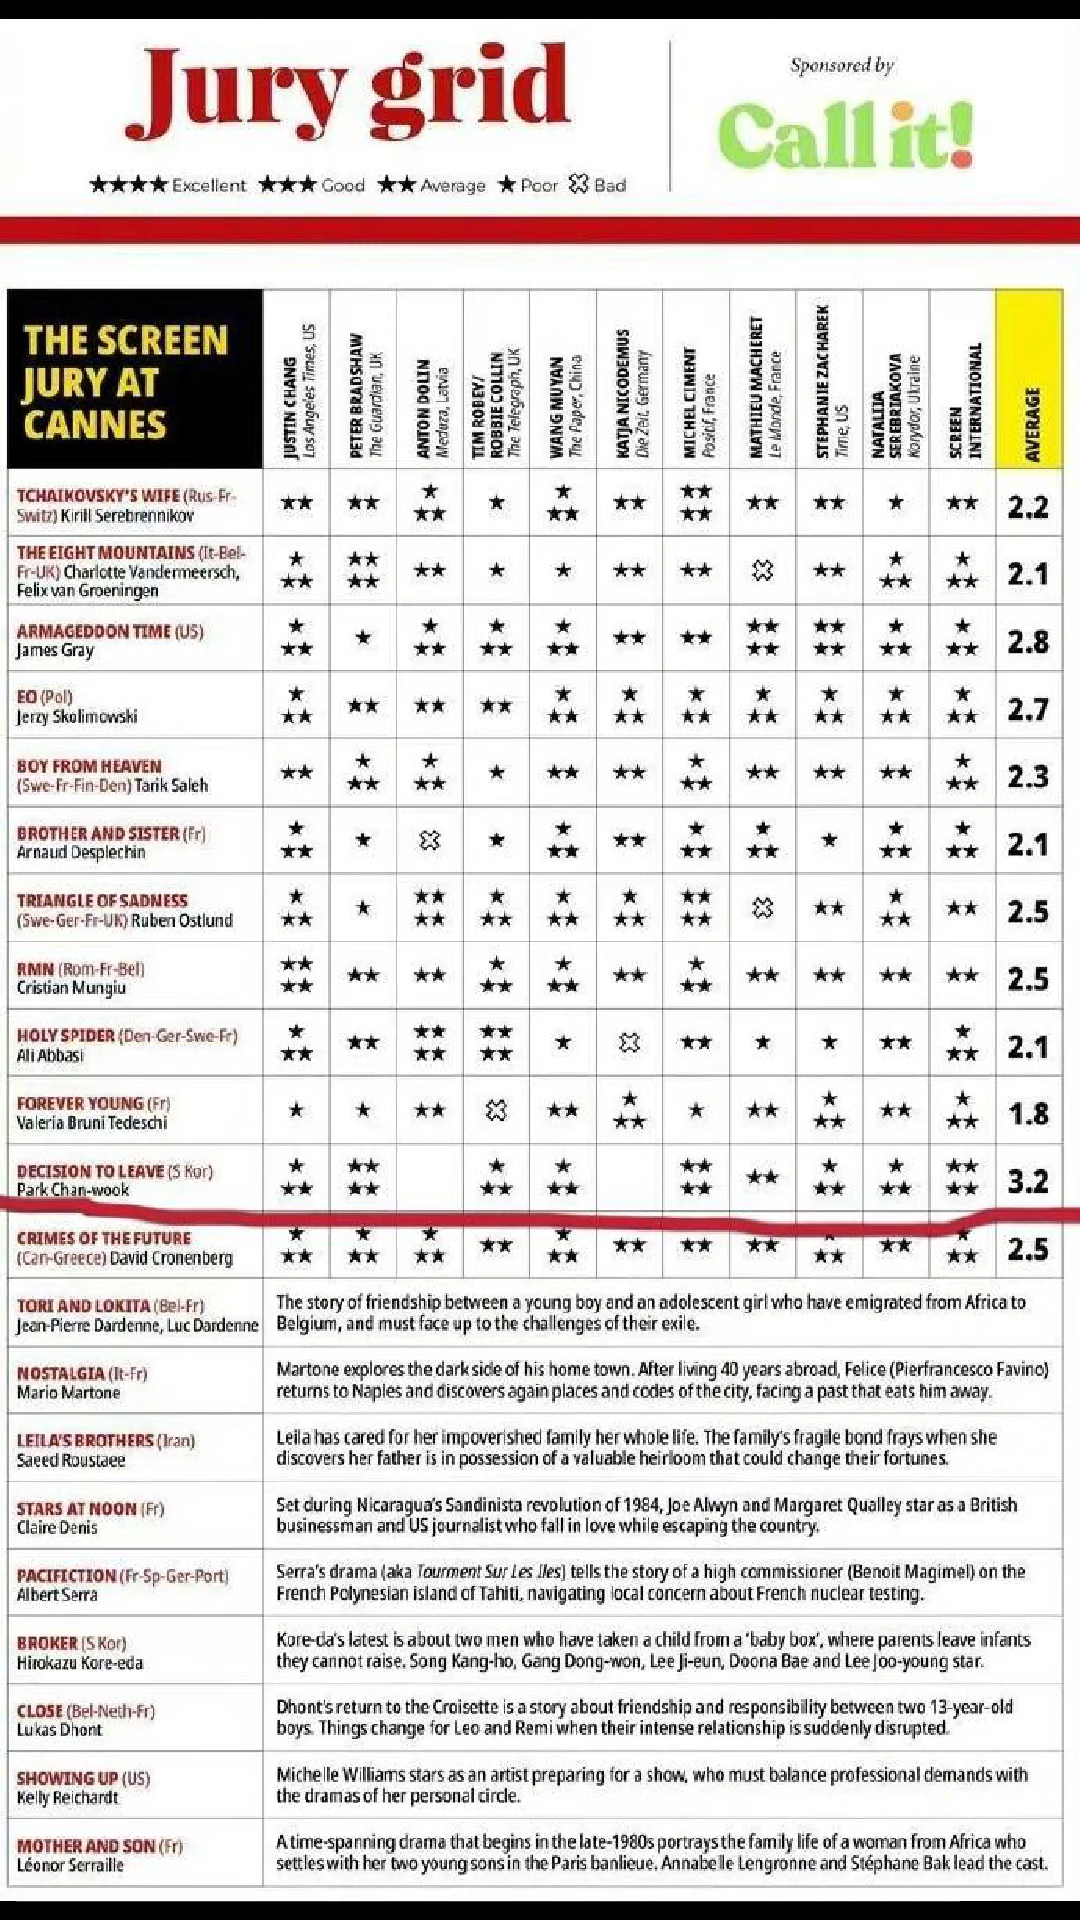 Jury grid
Sponsored by
Call it!
★★★★ Excellent ★★★ Good ★★ Average ★ Poor Bad
THE SCREEN
JURY AT
CANNES
JUSTIN CHANG
Los Angeles Times, US
PETER BRADSHAW
The Guardian, UK
ANTON DOLIN
Meduza, Latvia
TIM ROBEY/
ROBBIE COLLIN
The Telegraph, UK
WANG MUYAN
The Paper, China
KATJA NICODEMUS
Die Zeit, Germany
MICHEL CIMENT
Positif, France
MATHIEU MACHERET
Le Monde, France
STEPHANIE ZACHAREK
Time, US
NATALIIA
SEREBRIAKOVA
Korydor, Ukraine
SCREEN
INTERNATIONAL
AVERAGE
TCHAIKOVSKY'S WIFE (Rus-Fr-
Switz) Kirill Serebrennikov
2.2
THE EIGHT MOUNTAINS (It-Bel-
Fr-UK) Charlotte Vandermeersch,
Felix van Groeningen
2.1
ARMAGEDDON TIME (US)
James Gray
2.8
EO (Pol)
Jerzy Skolimowski
2.7
BOY FROM HEAVEN
(Swe-Fr-Fin-Den) Tarik Saleh
2.3
BROTHER AND SISTER (Fr)
Arnaud Desplechin
2.1
TRIANGLE OF SADNESS
(Swe-Ger-Fr-UK) Ruben Ostlund
2.5
RMN (Rom-Fr-Bel)
Cristian Mungiu
2.5
HOLY SPIDER (Den-Ger-Swe-Fr)
Ali Abbasi
2.1
FOREVER YOUNG (Fr)
Valeria Bruni Tedeschi
1.8
DECISION TO LEAVE (S Kor)
Park Chan-wook
3.2
CRIMES OF THE FUTURE
(Can-Greece) David Cronenberg
2.5
TORI AND LOKITA (Bel-Fr)
Jean-Pierre Dardenne, Luc Dardenne
The story of friendship between a young boy and an adolescent girl who have emigrated from Africa to
Belgium, and must face up to the challenges of their exile.
NOSTALGIA (It-Fr)
Mario Martone
Martone explores the dark side of his home town. After living 40 years abroad, Felice (Pierfrancesco Favino)
returns to Naples and discovers again places and codes of the city, facing a past that eats him away.
LEILA'S BROTHERS (Iran)
Saeed Roustaee
Leila has cared for her impoverished family her whole life. The family's fragile bond frays when she
discovers her father is in possession of a valuable heirloom that could change their fortunes.
STARS AT NOON (Fr)
Claire Denis
Set during Nicaragua's Sandinista revolution of 1984, Joe Alwyn and Margaret Qualley star as a British
businessman and US journalist who fall in love while escaping the country.
PACIFICTION (Fr-Sp-Ger-Port)
Albert Serra
Serra's drama (aka Tourment Sur Les Iles) tells the story of a high commissioner (Benoit Magimel) on the
French Polynesian island of Tahiti, navigating local concern about French nuclear testing.
BROKER (S Kor)
Hirokazu Kore-eda
Kore-da's latest is about two men who have taken a child from a 'baby box', where parents leave infants
they cannot raise. Song Kang-ho, Gang Dong-won, Lee Ji-eun, Doona Bae and Lee Joo-young star.
CLOSE (Bel-Neth-Fr)
Lukas Dhont
Dhont's return to the Croisette is a story about friendship and responsibility between two 13-year-old
boys. Things change for Leo and Remi when their intense relationship is suddenly disrupted.
SHOWING UP (US)
Kelly Reichardt
Michelle Williams stars as an artist preparing for a show, who must balance professional demands with
the dramas of her personal circle.
MOTHER AND SON (Fr)
Léonor Serraille
A time-spanning drama that begins in the late-1980s portrays the family life of a woman from Africa who
settles with her two young sons in the Paris banlieue. Annabelle Lengronne and Stéphane Bak lead the cast.